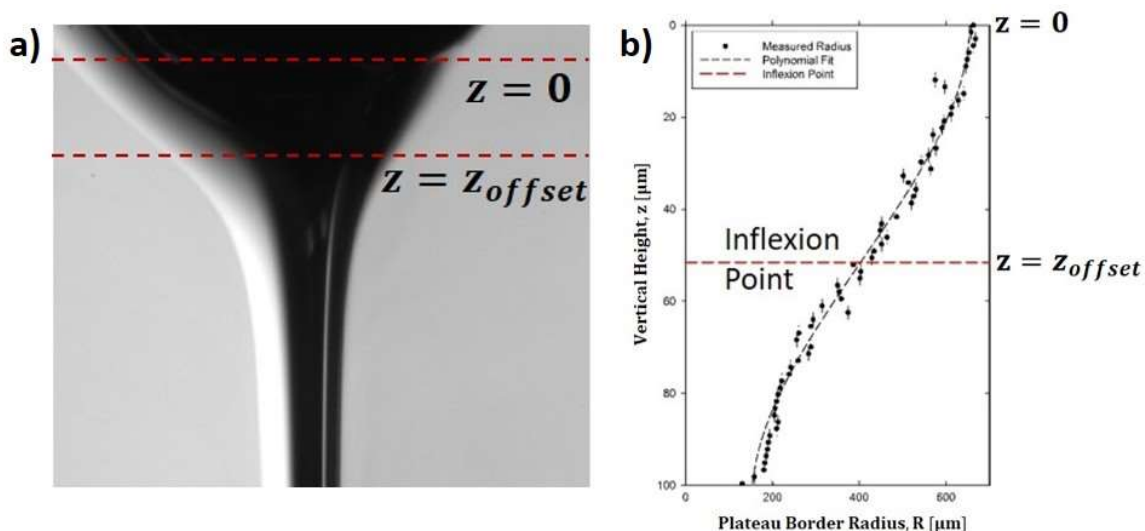 a)
z = 0
z = z_offset
b)
Measured Radius
Polynomial Fit
Inflexion Point
z = 0
Inflexion
Point
z = z_offset
0
20
40
60
80
100
Vertical Height, z [µm]
0
200
400
600
Plateau Border Radius, R [µm]